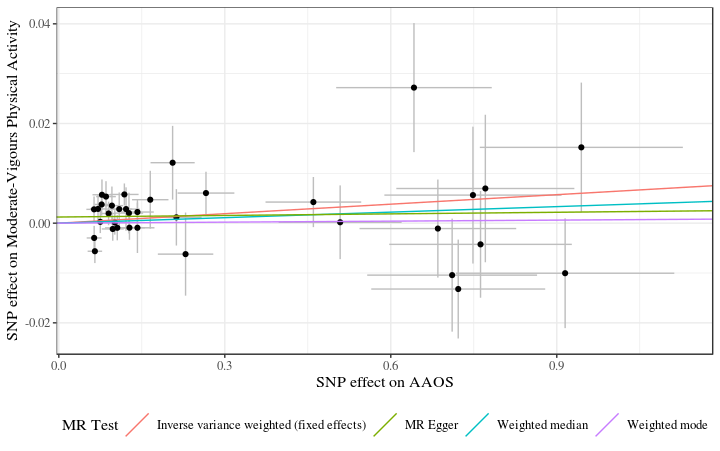 SNP effect on Moderate-Vigours Physical Activity
0.04
0.02
0.00
-0.02
0.0 0.3 0.6 0.9
SNP effect on AAOS
MR Test Inverse variance weighted (fixed effects) MR Egger Weighted median Weighted mode